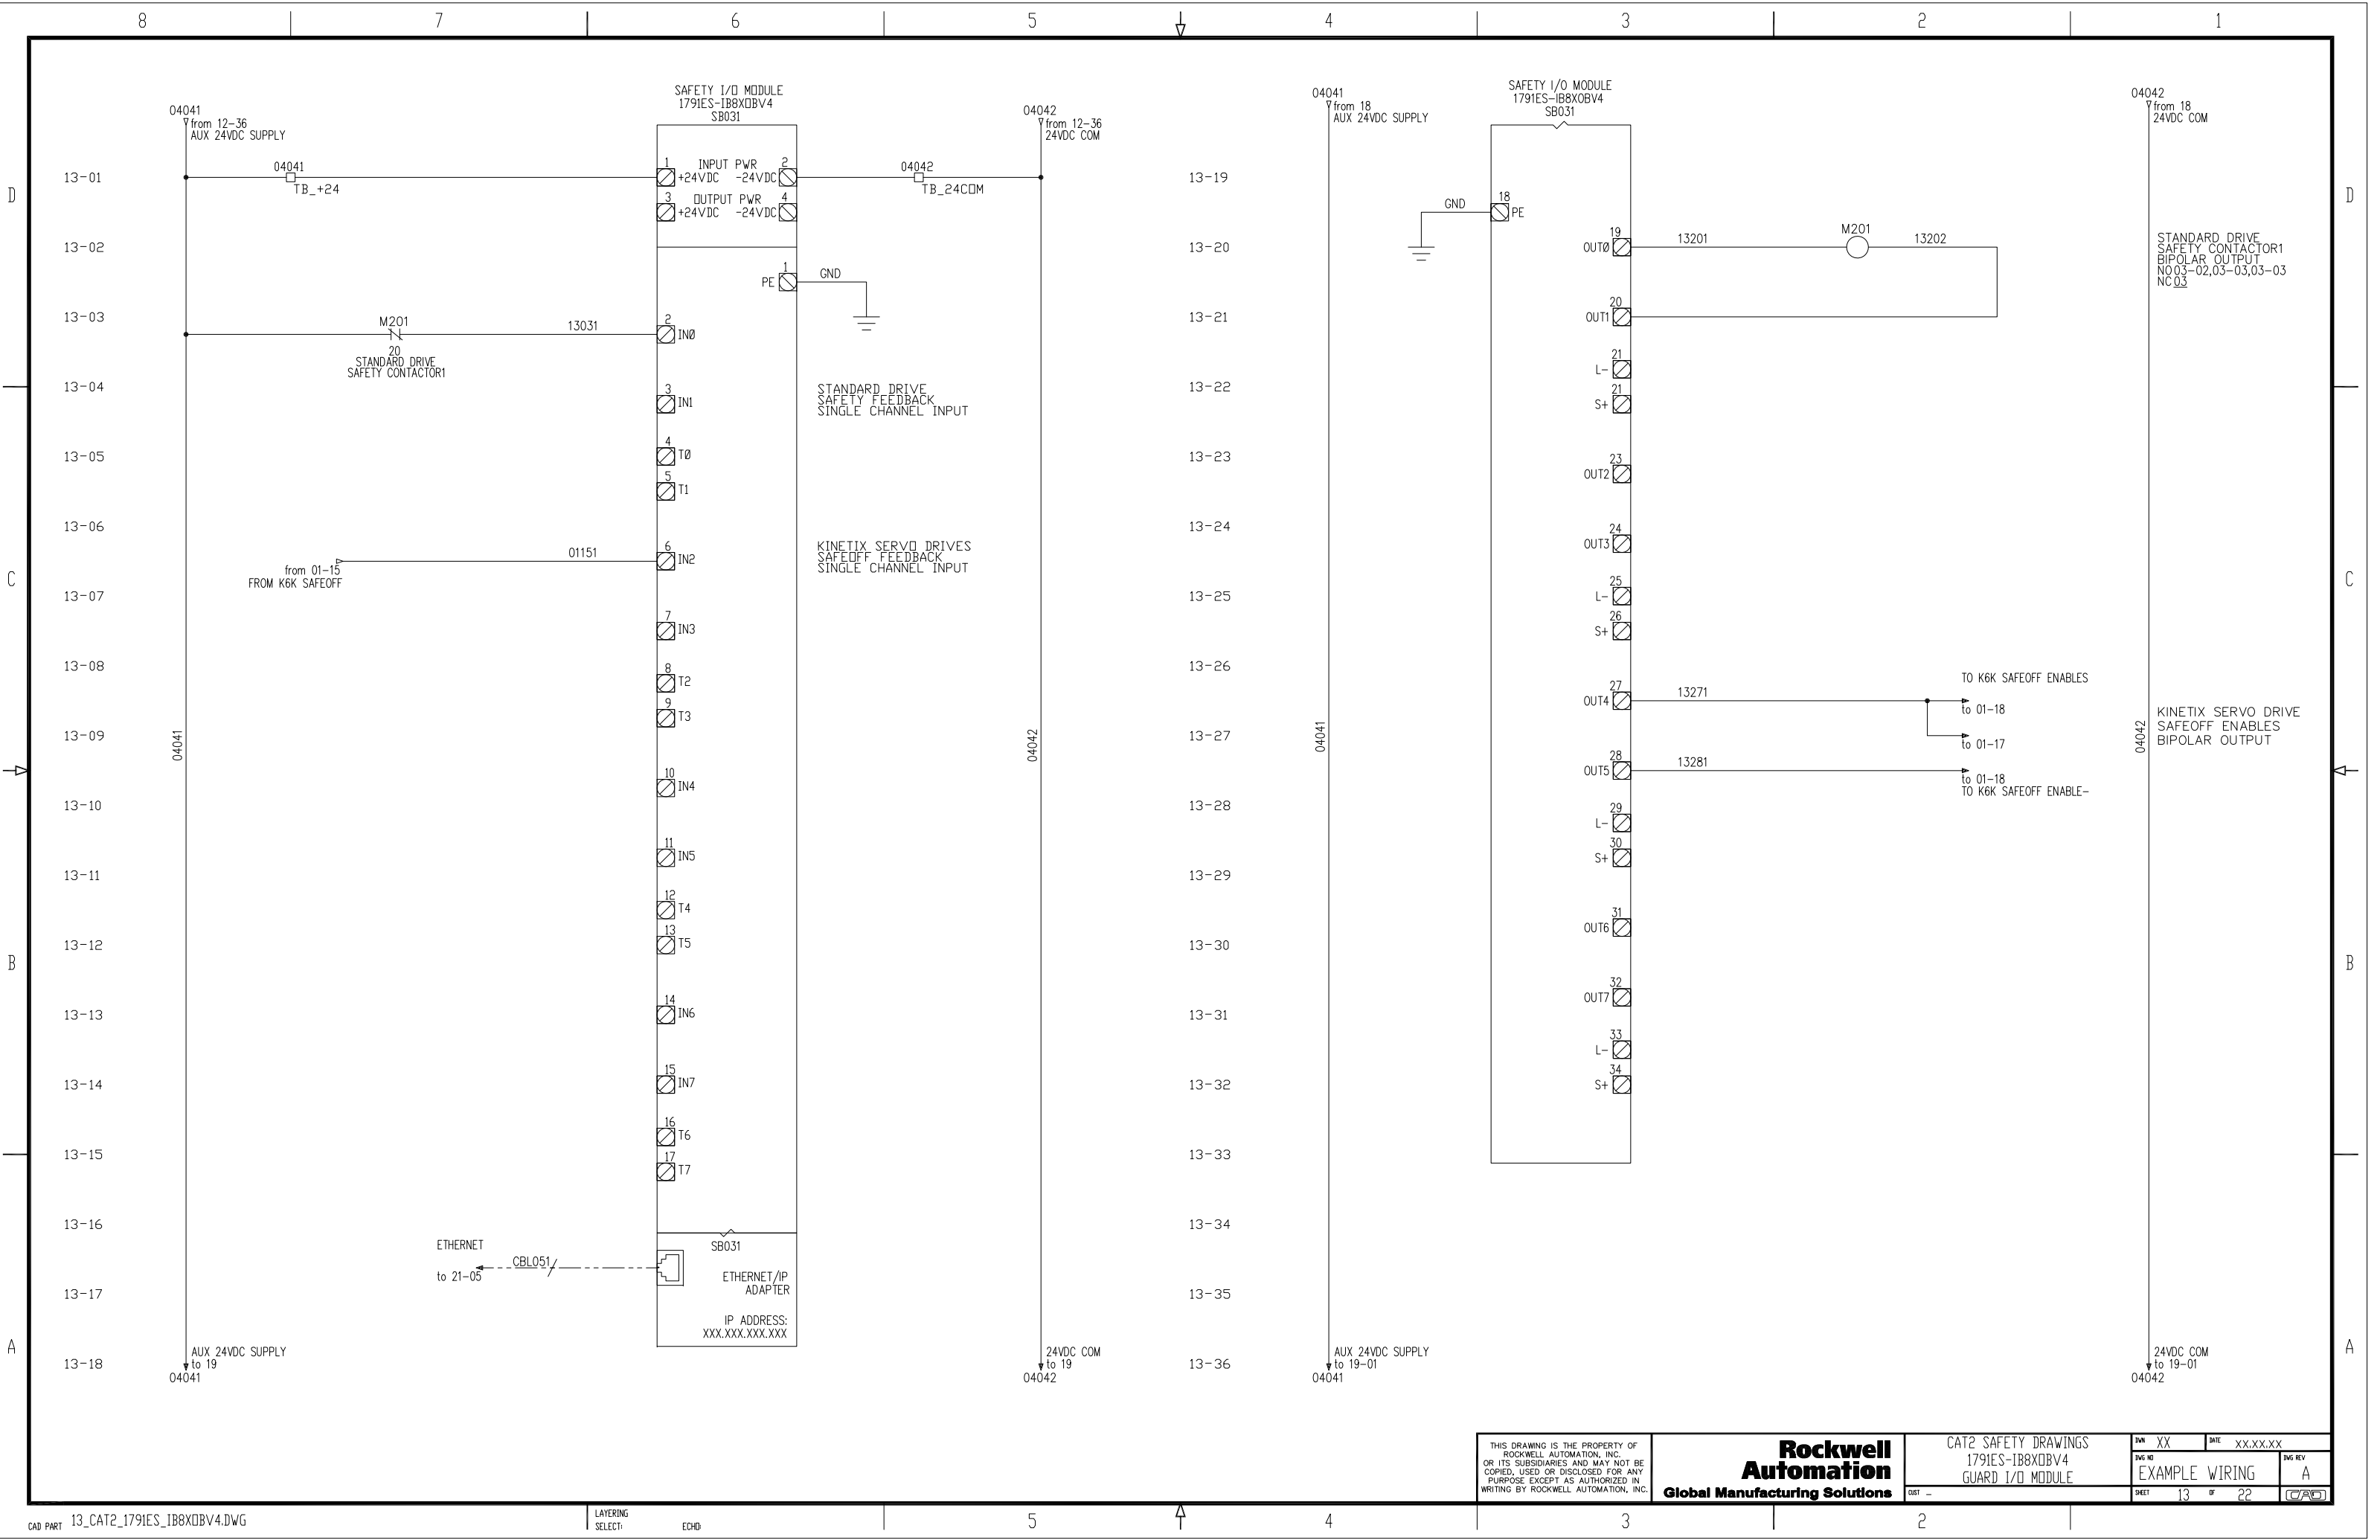 8 7 6 5 4 3 2 1
D
C
B
A
04041
from 12-36
AUX 24VDC SUPPLY
SAFETY I/O MODULE
1791ES-IB8XOBV4
SB031
04042
from 12-36
24VDC COM
13-01
04041
TB_+24
1 INPUT PWR 2
+24VDC -24VDC
04042
TB_24COM
3 OUTPUT PWR 4
+24VDC -24VDC
13-02
1
PE
GND
13-03
M201
20
STANDARD DRIVE
SAFETY CONTACTOR1
13031
2
IN0
13-04
3
IN1
STANDARD DRIVE
SAFETY FEEDBACK
SINGLE CHANNEL INPUT
13-05
4
T0
5
T1
13-06
from 01-15
FROM K6K SAFEOFF
01151
6
IN2
KINETIX SERVO DRIVES
SAFEOFF FEEDBACK
SINGLE CHANNEL INPUT
13-07
7
IN3
13-08
8
T2
9
T3
13-09
04041
04042
10
IN4
13-10
11
IN5
13-11
12
T4
13
T5
13-12
14
IN6
13-13
15
IN7
13-14
16
T6
13-15
17
T7
13-16
SB031
ETHERNET
to 21-05
CBL051
ETHERNET/IP
ADAPTER
13-17
IP ADDRESS:
XXX.XXX.XXX.XXX
13-18
AUX 24VDC SUPPLY
to 19
04041
24VDC COM
to 19
04042
04041
from 18
AUX 24VDC SUPPLY
SAFETY I/O MODULE
1791ES-IB8XOBV4
SB031
04042
from 18
24VDC COM
13-19
GND
18
PE
13-20
19
OUT0
13201
M201
13202
STANDARD DRIVE
SAFETY CONTACTOR1
BIPOLAR OUTPUT
NO03-02,03-03,03-03
NC03
13-21
20
OUT1
21
L-
13-22
21
S+
13-23
23
OUT2
13-24
24
OUT3
13-25
25
L-
26
S+
13-26
27
OUT4
13271
TO K6K SAFEOFF ENABLES
to 01-18
to 01-17
13-27
04041
04042
KINETIX SERVO DRIVE
SAFEOFF ENABLES
BIPOLAR OUTPUT
28
OUT5
13281
to 01-18
TO K6K SAFEOFF ENABLE-
13-28
29
L-
30
S+
13-29
31
OUT6
13-30
32
OUT7
13-31
33
L-
13-32
34
S+
13-33
13-34
13-35
13-36
AUX 24VDC SUPPLY
to 19-01
04041
24VDC COM
to 19-01
04042
D
C
B
A
THIS DRAWING IS THE PROPERTY OF
ROCKWELL AUTOMATION, INC.
OR ITS SUBSIDIARIES AND MAY NOT BE
COPIED, USED OR DISCLOSED FOR ANY
PURPOSE EXCEPT AS AUTHORIZED IN
WRITING BY ROCKWELL AUTOMATION, INC.
Rockwell
Automation
Global Manufacturing Solutions
CAT2 SAFETY DRAWINGS
1791ES-IB8XOBV4
GUARD I/O MODULE
CUST -
DWN XX
DATE XX.XX.XX
DWG NO
EXAMPLE WIRING
DWG REV
A
SHEET 13 OF 22
CAD
CAD PART 13_CAT2_1791ES_IB8XOBV4.DWG
LAYERING
SELECT: ECHO:
5 4 3 2